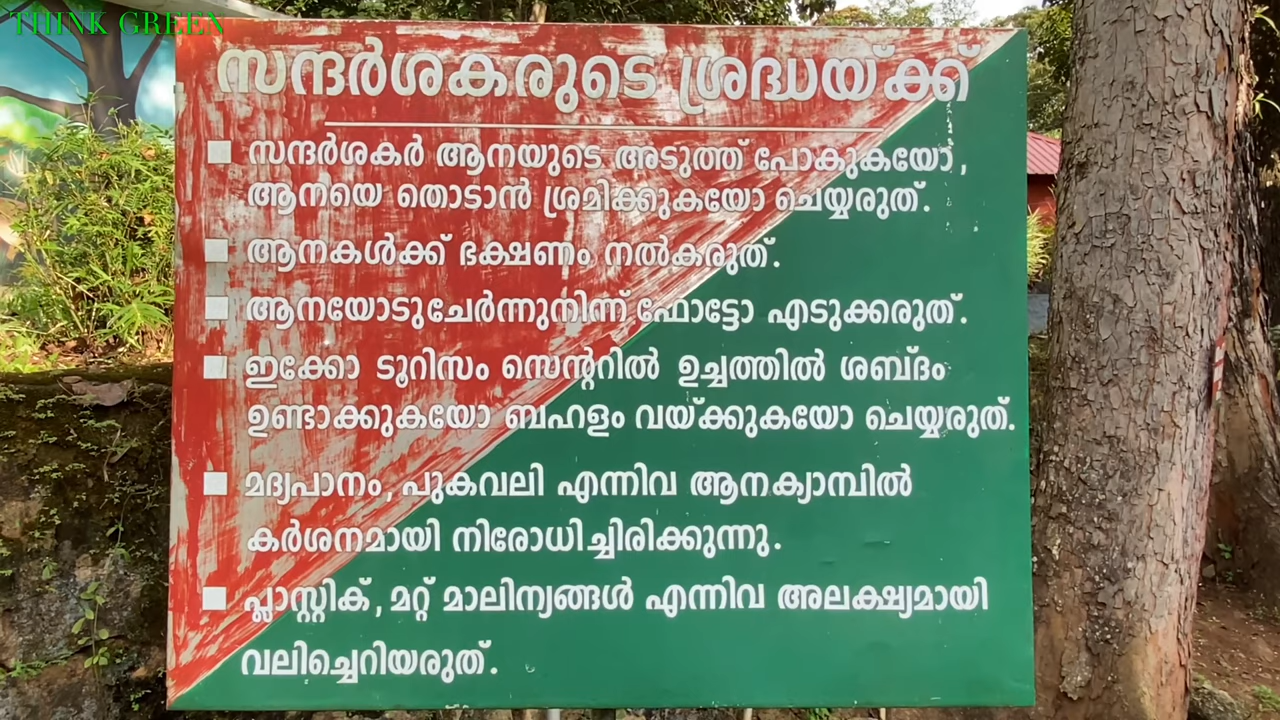 THINK GREEN
സന്ദർശകരുടെ ശ്രദ്ധയ്ക്ക്
■ സന്ദർശകർ ആനയുടെ അടുത്ത് പോകുകയോ,
ആനയെ തൊടാൻ ശ്രമിക്കുകയോ ചെയ്യരുത്.
■ ആനകൾക്ക് ഭക്ഷണം നൽകരുത്.
■ ആനയോടുചേർന്നുനിന്ന് ഫോട്ടോ എടുക്കരുത്.
■ ഇക്കോ ടൂറിസം സെന്ററിൽ ഉച്ചത്തിൽ ശബ്ദം
ഉണ്ടാക്കുകയോ ബഹളം വയ്ക്കുകയോ ചെയ്യരുത്.
■ മദ്യപാനം, പുകവലി എന്നിവ ആനക്യാമ്പിൽ
കർശനമായി നിരോധിച്ചിരിക്കുന്നു.
■ പ്ലാസ്റ്റിക്, മറ്റ് മാലിന്യങ്ങൾ എന്നിവ അലക്ഷ്യമായി
വലിച്ചെറിയരുത്.